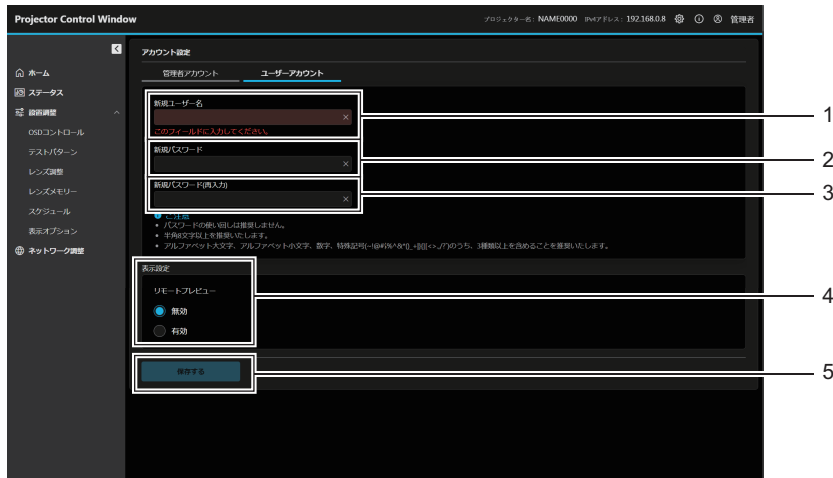 Projector Control Window
プロジェクター名: NAME0000 IPv4アドレス: 192.168.0.8 管理者
アカウント設定
管理者アカウント ユーザーアカウント
ホーム
ステータス
設置調整
OSDコントロール
テストパターン
レンズ調整
レンズメモリー
スケジュール
表示オプション
ネットワーク調整
新規ユーザー名
このフィールドに入力してください。
新規パスワード
新規パスワード(再入力)
ご注意
• パスワードの使い回しは推奨しません。
• 半角8文字以上を推奨いたします。
• アルファベット大文字、アルファベット小文字、数字、特殊記号のうち、3種類以上を含めることを推奨いたします。
表示設定
リモートプレビュー
無効
有効
保存する
1
2
3
4
5